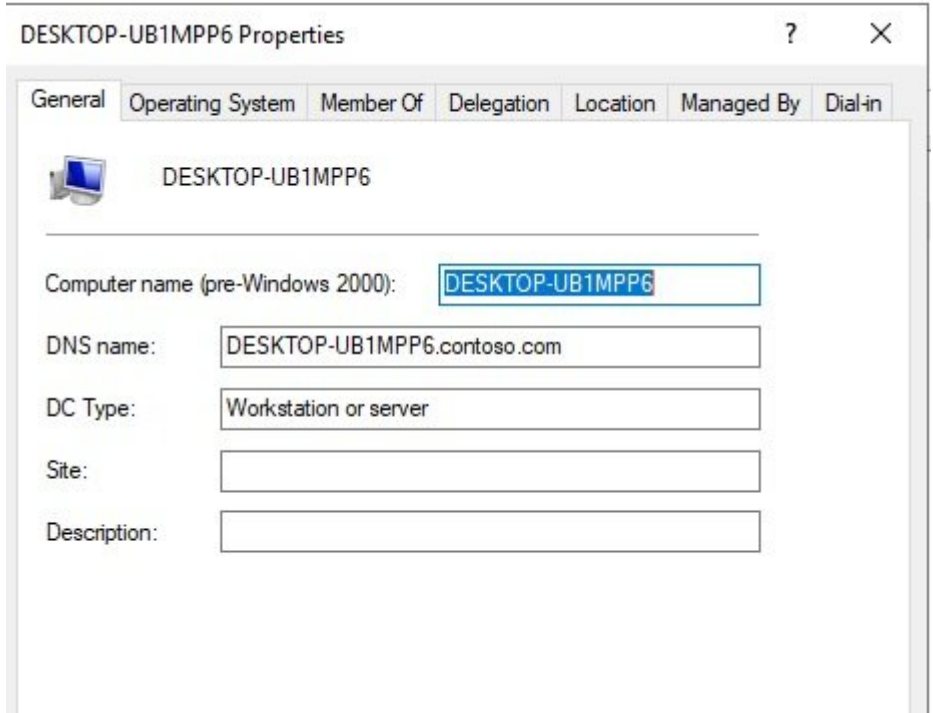 DESKTOP-UB1MPP6 Properties
?
General Operating System Member Of Delegation Location Managed By Dial-in
DESKTOP-UB1MPP6
Computer name (pre-Windows 2000): DESKTOP-UB1MPP6
DNS name: DESKTOP-UB1MPP6.contoso.com
DC Type: Workstation or server
Site:
Description: